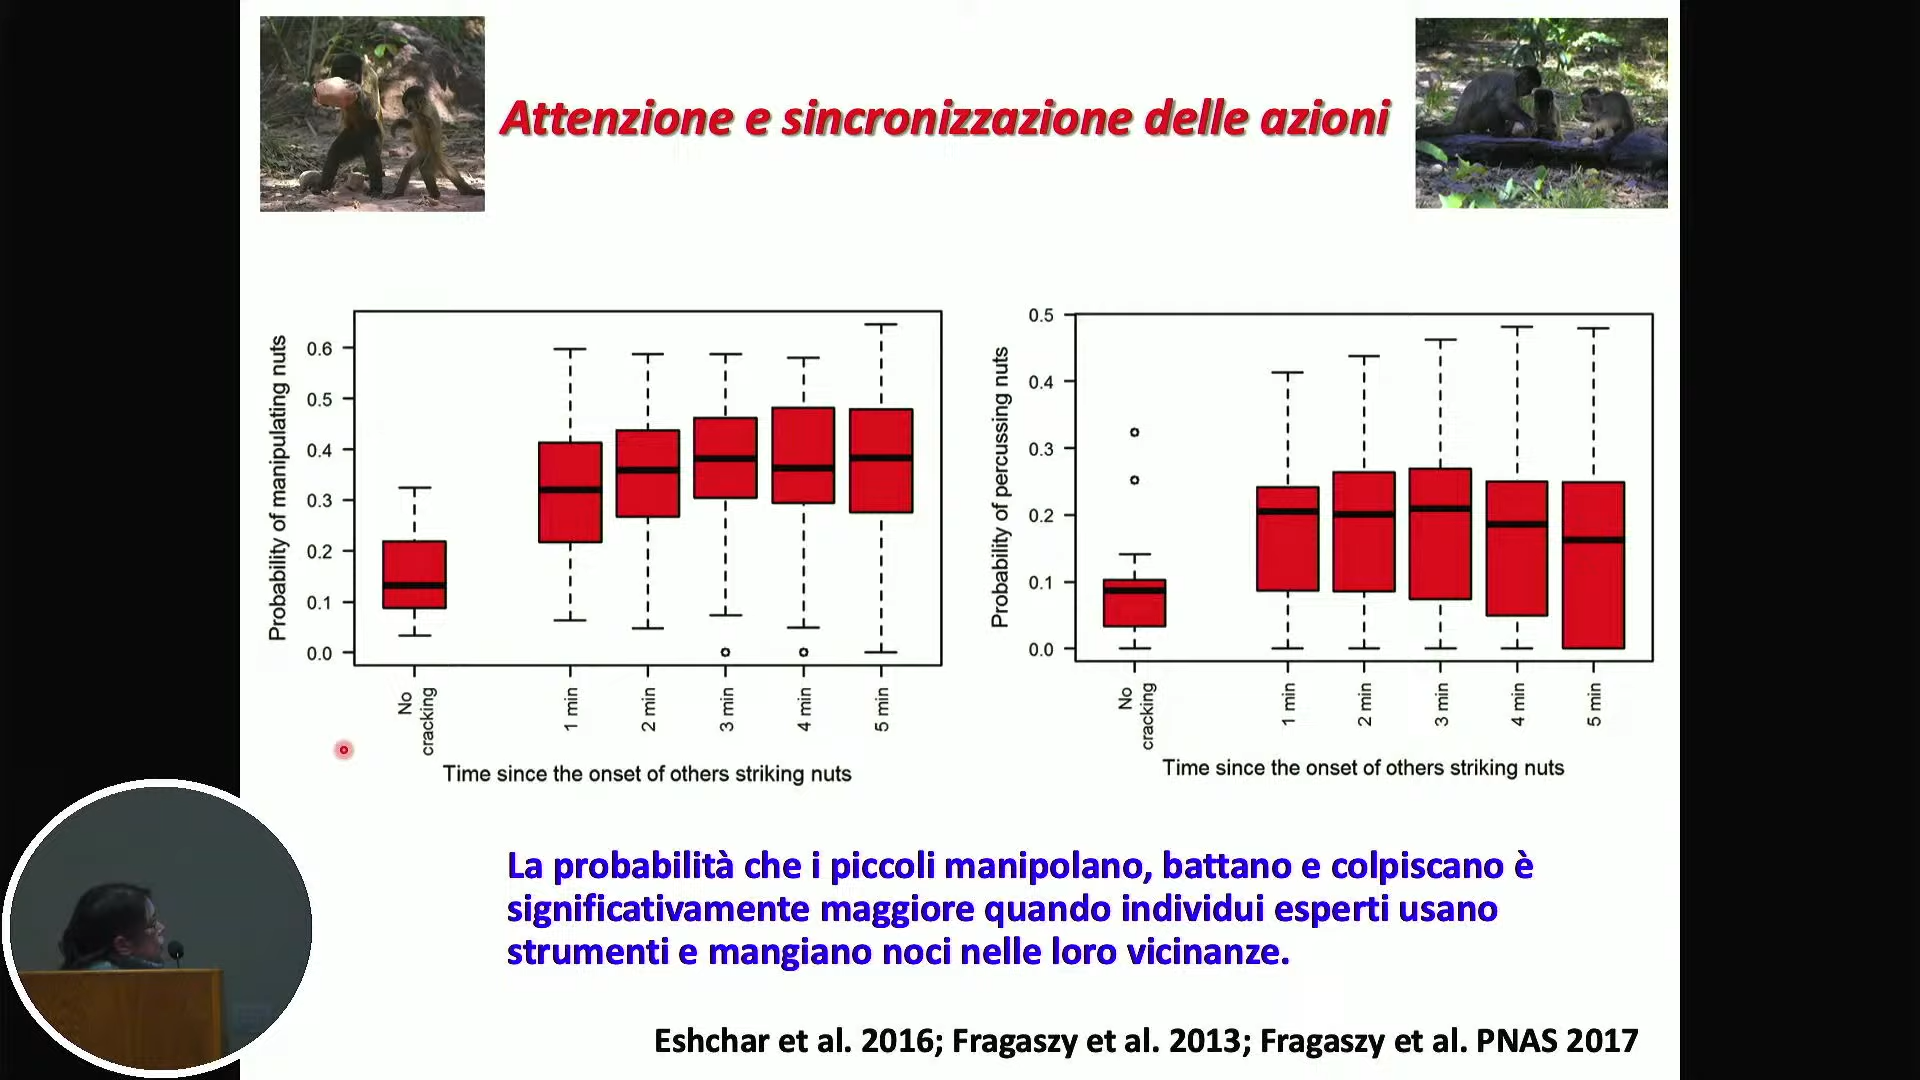 Attenzione e sincronizzazione delle azioni
Probability of manipulating nuts
0.6
0.5
0.4
0.3
0.2
0.1
0.0
No cracking
1 min
2 min
3 min
4 min
5 min
Time since the onset of others striking nuts
Probability of percussing nuts
0.5
0.4
0.3
0.2
0.1
0.0
No cracking
1 min
2 min
3 min
4 min
5 min
Time since the onset of others striking nuts
La probabilità che i piccoli manipolano, battano e colpiscano è
significativamente maggiore quando individui esperti usano
strumenti e mangiano noci nelle loro vicinanze.
Eshchar et al. 2016; Fragaszy et al. 2013; Fragaszy et al. PNAS 2017